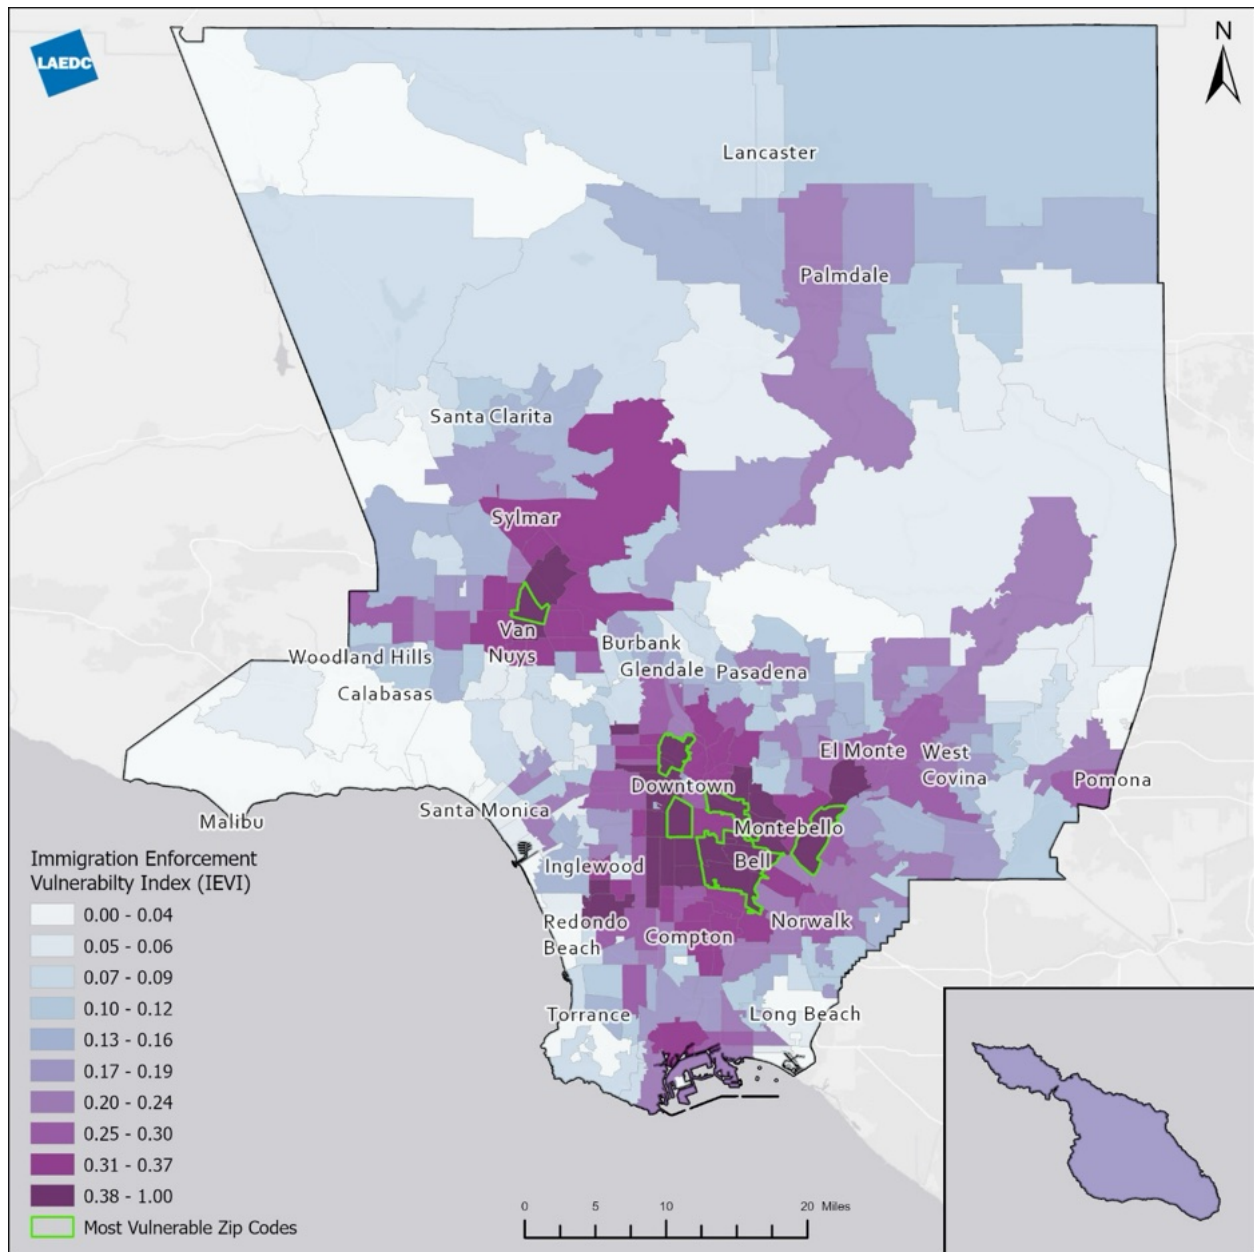 LAEDC
N
Lancaster
Palmdale
Santa Clarita
Sylmar
Van
Nuys
Burbank
Woodland Hills
Glendale
Pasadena
Calabasas
El Monte
West
Covina
Downtown
Pomona
Santa Monica
Malibu
Montebello
Bell
Inglewood
Redondo
Beach
Compton
Norwalk
Torrance
Long Beach
Immigration Enforcement
Vulnerabilty Index (IEVI)
0.00 - 0.04
0.05 - 0.06
0.07 - 0.09
0.10 - 0.12
0.13 - 0.16
0.17 - 0.19
0.20 - 0.24
0.25 - 0.30
0.31 - 0.37
0.38 - 1.00
Most Vulnerable Zip Codes
0 5 10 20 Miles